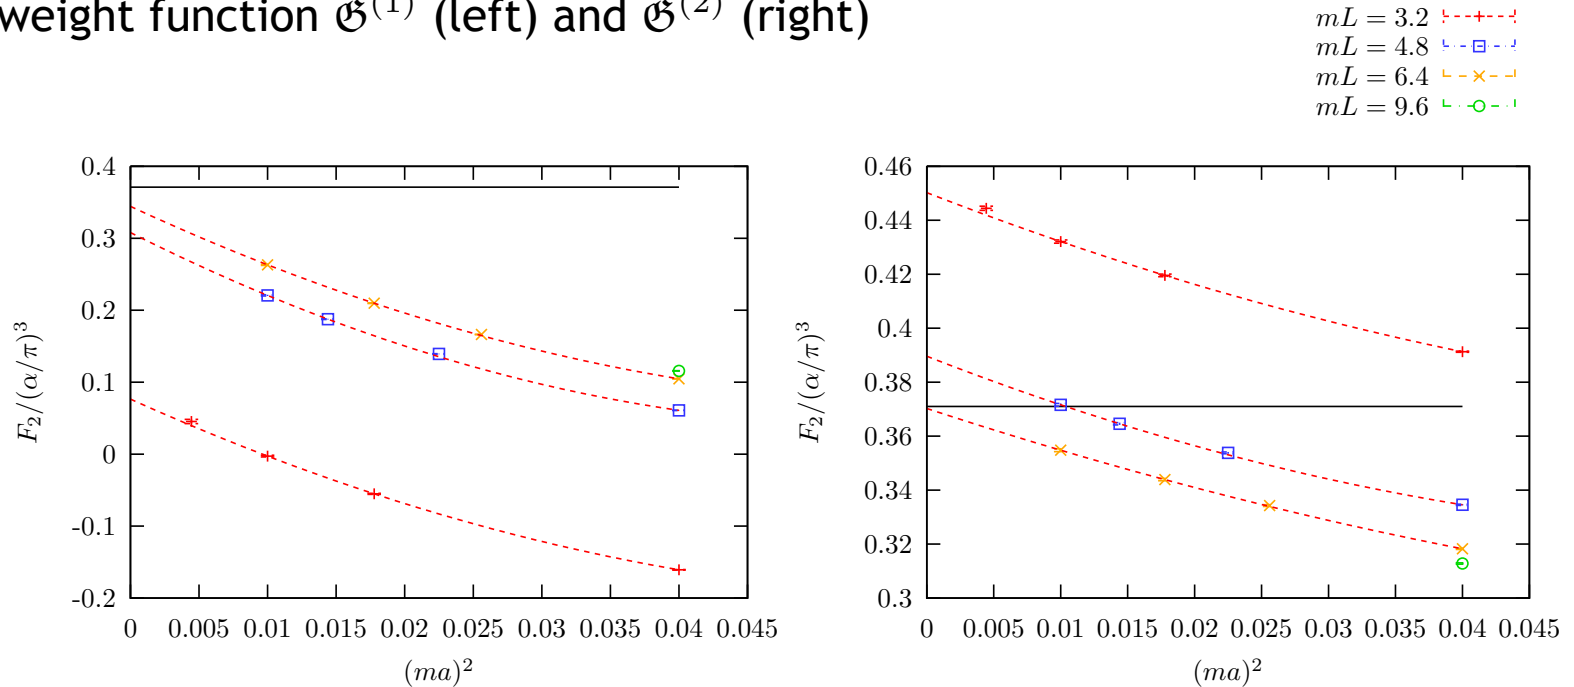 weight function 𝔊^(1) (left) and 𝔊^(2) (right)
mL = 3.2
mL = 4.8
mL = 6.4
mL = 9.6
0.4
0.3
0.2
0.1
0
-0.1
-0.2
F_2/(α/π)^3
0 0.005 0.01 0.015 0.02 0.025 0.03 0.035 0.04 0.045
(ma)^2
0.46
0.44
0.42
0.4
0.38
0.36
0.34
0.32
0.3
F_2/(α/π)^3
0 0.005 0.01 0.015 0.02 0.025 0.03 0.035 0.04 0.045
(ma)^2